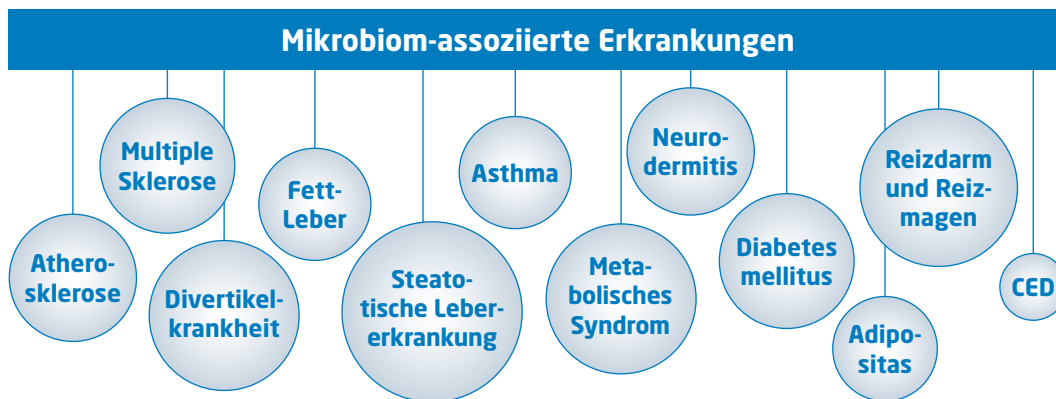 Mikrobiom-assoziierte Erkrankungen
Athero-
sklerose
Multiple
Sklerose
Divertikel-
krankheit
Fett-
Leber
Steato-
tische Leber-
erkrankung
Asthma
Meta-
bolisches
Syndrom
Neuro-
dermitis
Diabetes
mellitus
Adipo-
sitas
Reizdarm
und Reiz-
magen
CED